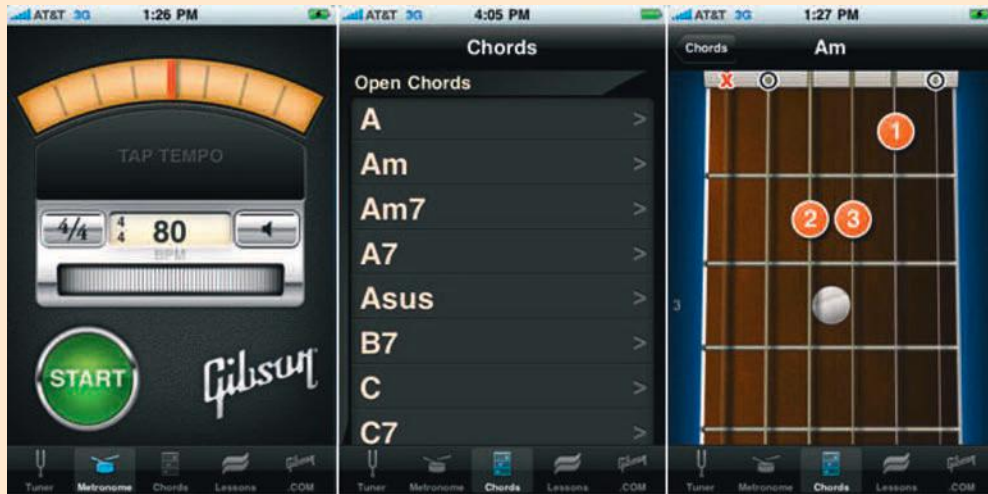 AT&T 3G 1:26 PM
TAP TEMPO
4/4 4 4 80
BPM
START
Gibson
Tuner Metronome Chords Lessons .COM
AT&T 3G 4:05 PM
Chords
Open Chords
A >
Am >
Am7 >
A7 >
Asus >
B7 >
C >
C7 >
Tuner Metronome Chords Lessons Gibson .COM
AT&T 3G 1:27 PM
Chords Am
X O O
1
2 3
3
Tuner Metronome Chords Lessons Gibson .COM